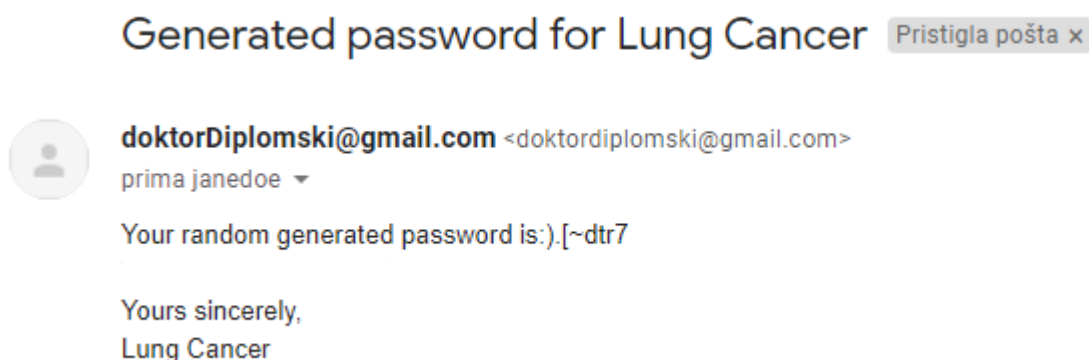 Generated password for Lung Cancer Pristigla pošta ×
doktorDiplomski@gmail.com <doktordiplomski@gmail.com>
prima janedoe
Your random generated password is:).[~dtr7
Yours sincerely,
Lung Cancer